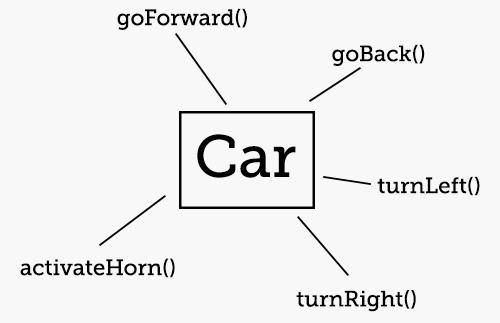 goForward()
goBack()
Car
turnLeft()
activateHorn()
turnRight()